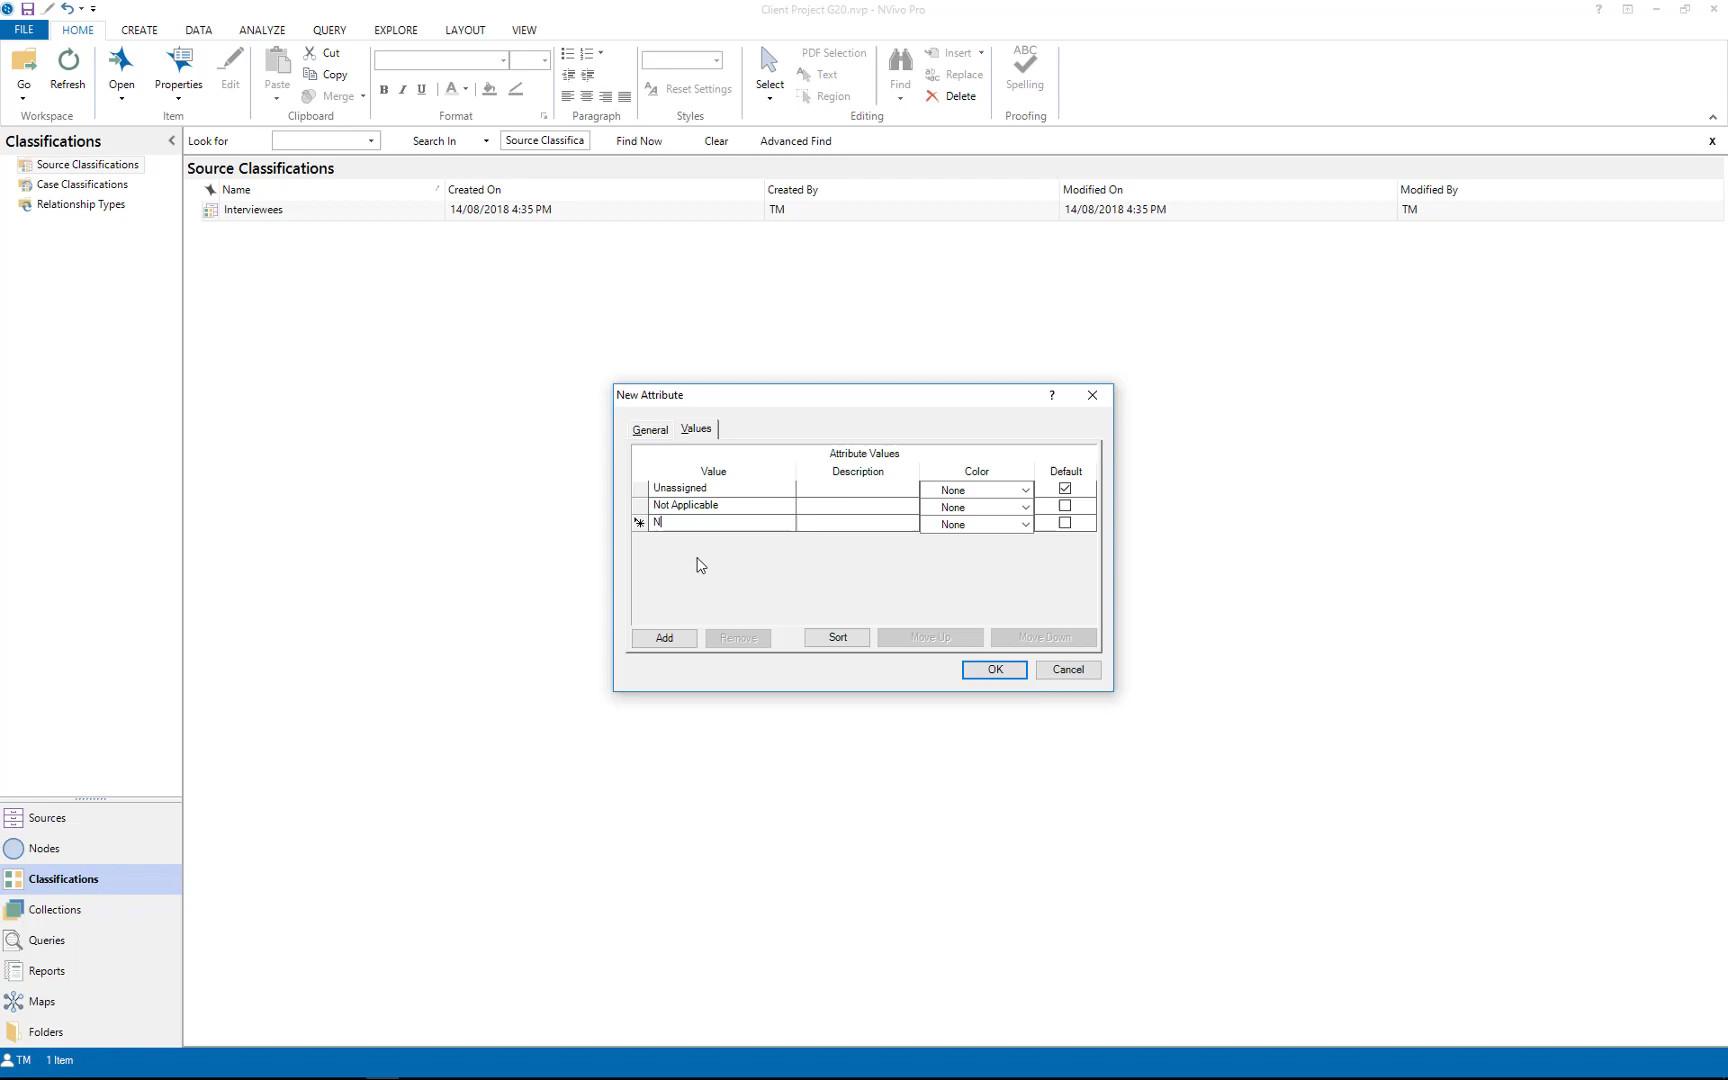 Client Project G20.nvp - NVivo Pro
FILE HOME CREATE DATA ANALYZE QUERY EXPLORE LAYOUT VIEW
Go Refresh Open Properties Edit Paste Cut Copy Merge
B I U A
Reset Settings
Select PDF Selection Text Region Find Insert Replace Delete
ABC Spelling
Workspace Item Clipboard Format Paragraph Styles Editing Proofing
Classifications
Source Classifications
Case Classifications
Relationship Types
Look for Search In Source Classifica Find Now Clear Advanced Find x
Source Classifications
Name Created On Created By Modified On Modified By
Interviewees 14/08/2018 4:35 PM TM 14/08/2018 4:35 PM TM
New Attribute ?
General Values
Attribute Values
Value Description Color Default
Unassigned None
Not Applicable None
N None
Add Remove Sort Move Up Move Down
OK Cancel
Sources
Nodes
Classifications
Collections
Queries
Reports
Maps
Folders
TM 1 Item